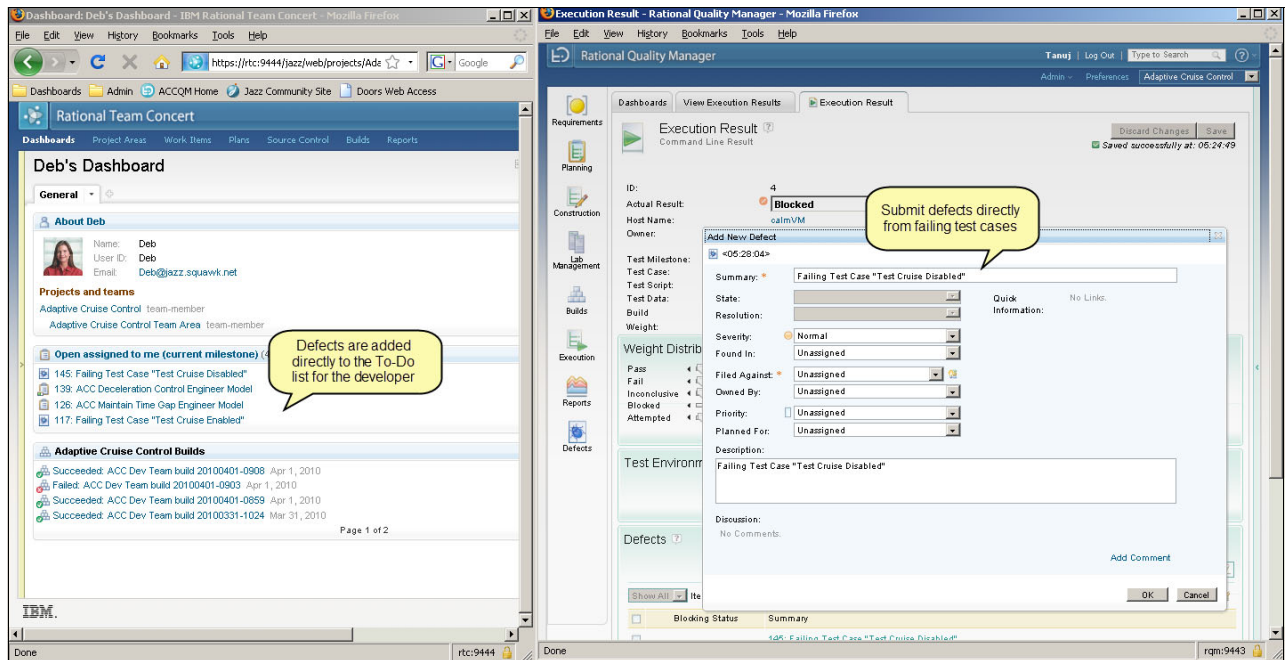 Dashboard: Deb's Dashboard - IBM Rational Team Concert - Mozilla Firefox
File Edit View History Bookmarks Tools Help
https://rtc:9444/jazz/web/projects/Ada
Google
Dashboards Admin ACCQM Home Jazz Community Site Doors Web Access
Rational Team Concert
Dashboards Project Areas Work Items Plans Source Control Builds Reports
Deb's Dashboard
General
About Deb
Name: Deb
User ID: Deb
Email: Deb@jazz.squawk.net
Projects and teams
Adaptive Cruise Control team-member
Adaptive Cruise Control Team Area team-member
Defects are added
directly to the To-Do
list for the developer
Open assigned to me (current milestone) (4
145: Failing Test Case "Test Cruise Disabled"
139: ACC Deceleration Control Engineer Model
126: ACC Maintain Time Gap Engineer Model
117: Failing Test Case "Test Cruise Enabled"
Adaptive Cruise Control Builds
Succeeded: ACC Dev Team build 20100401-0908 Apr 1, 2010
Failed: ACC Dev Team build 20100401-0903 Apr 1, 2010
Succeeded: ACC Dev Team build 20100401-0859 Apr 1, 2010
Succeeded: ACC Dev Team build 20100331-1024 Mar 31, 2010
Page 1 of 2
IBM.
Done
rtc:9444
Execution Result - Rational Quality Manager - Mozilla Firefox
File Edit View History Bookmarks Tools Help
Rational Quality Manager
Tanuj | Log Out | Type to Search
Admin Preferences Adaptive Cruise Control
Requirements
Planning
Construction
Lab
Management
Builds
Execution
Reports
Defects
Dashboards View Execution Results Execution Result
Execution Result
Command Line Result
Discard Changes Save
Saved successfully at: 05:24:49
ID: 4
Actual Result: Blocked
Host Name: calmVM
Owner:
Test Milestone:
Test Case:
Test Script:
Test Data:
Build
Weight:
Weight Distrib
Pass
Fail
Inconclusive
Blocked
Attempted
Test Environm
Defects
Show All Ite
Blocking Status Summary
145: Failing Test Case "Test Cruise Disabled"
Submit defects directly
from failing test cases
Add New Defect
<05:28:04>
Summary: * Failing Test Case "Test Cruise Disabled"
State:
Resolution:
Quick
Information:
No Links.
Severity: Normal
Found In: Unassigned
Filed Against: * Unassigned
Owned By: Unassigned
Priority: Unassigned
Planned For: Unassigned
Description:
Failing Test Case "Test Cruise Disabled"
Discussion:
No Comments.
Add Comment
OK Cancel
Done
rqm:9443